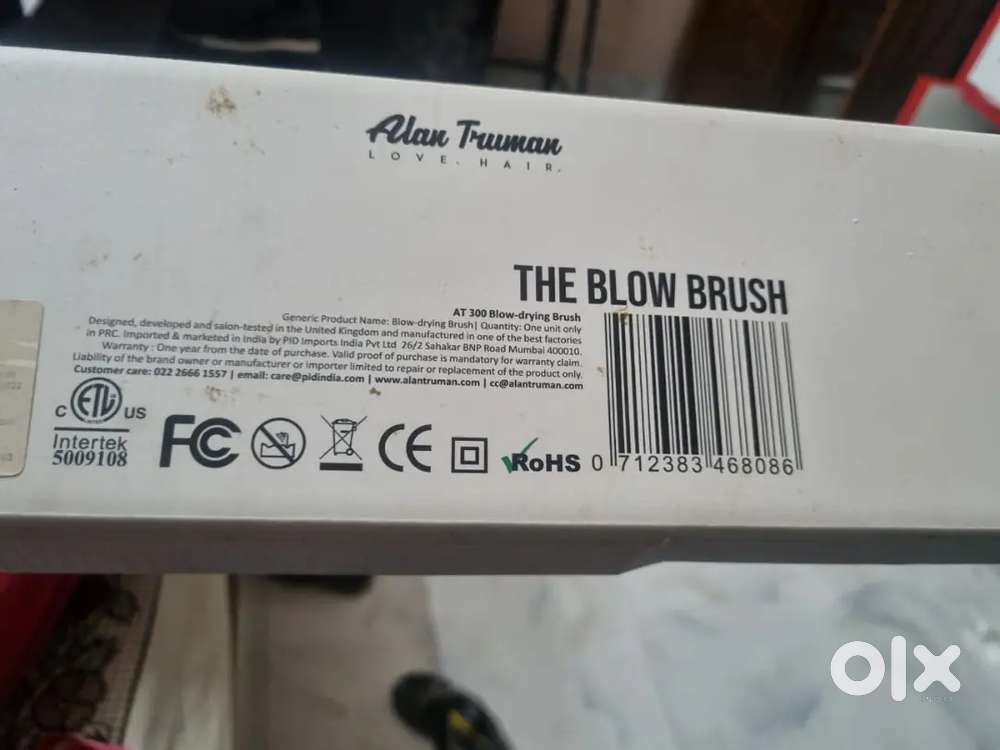 Alan Truman
LOVE. HAIR.
THE BLOW BRUSH
AT 300 Blow-drying Brush
Generic Product Name: Blow-drying Brush| Quantity: One unit only
Designed, developed and salon-tested in the United Kingdom and manufactured in one of the best factories
in PRC. Imported & marketed in India by PID Imports India Pvt Ltd 26/2 Sahakar BNP Road Mumbai 400010.
Warranty : One year from the date of purchase. Valid proof of purchase is mandatory for warranty claim.
Liability of the brand owner or manufacturer or importer limited to repair or replacement of the product only.
Customer care: 022 2666 1557 | email: care@pidindia.com | www.alantruman.com | cc@alantruman.com
C ETL US
Intertek
5009108
FC CE RoHS
0 712383 468086
olx